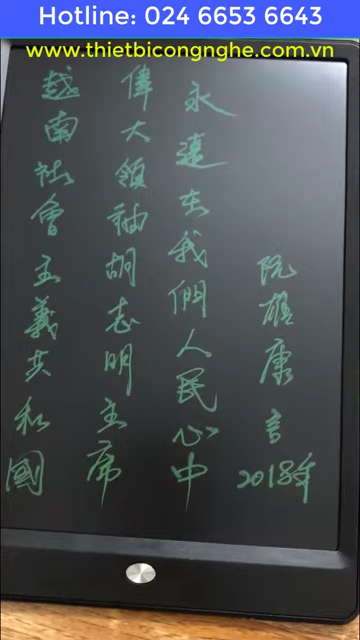 Hotline: 024 6653 6643
www.thietbicongnghe.com.vn
越南社會主義共和國
偉大領袖胡志明主席
永遠在我們人民心中
阮雄康言
2018年